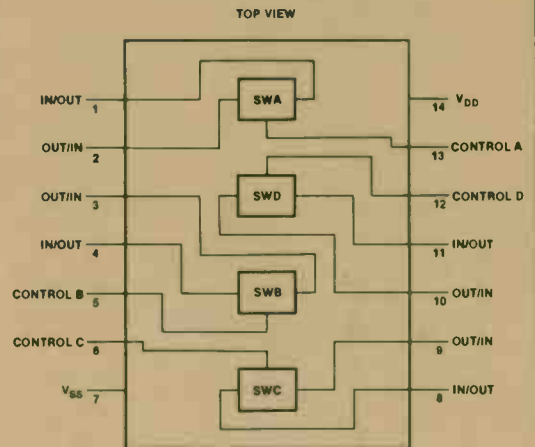 TOP VIEW
IN/OUT 1
OUT/IN 2
OUT/IN 3
IN/OUT 4
CONTROL B 5
CONTROL C 6
VSS 7
SWA
SWD
SWB
SWC
14 VDD
13 CONTROL A
12 CONTROL D
11 IN/OUT
10 OUT/IN
9 OUT/IN
8 IN/OUT